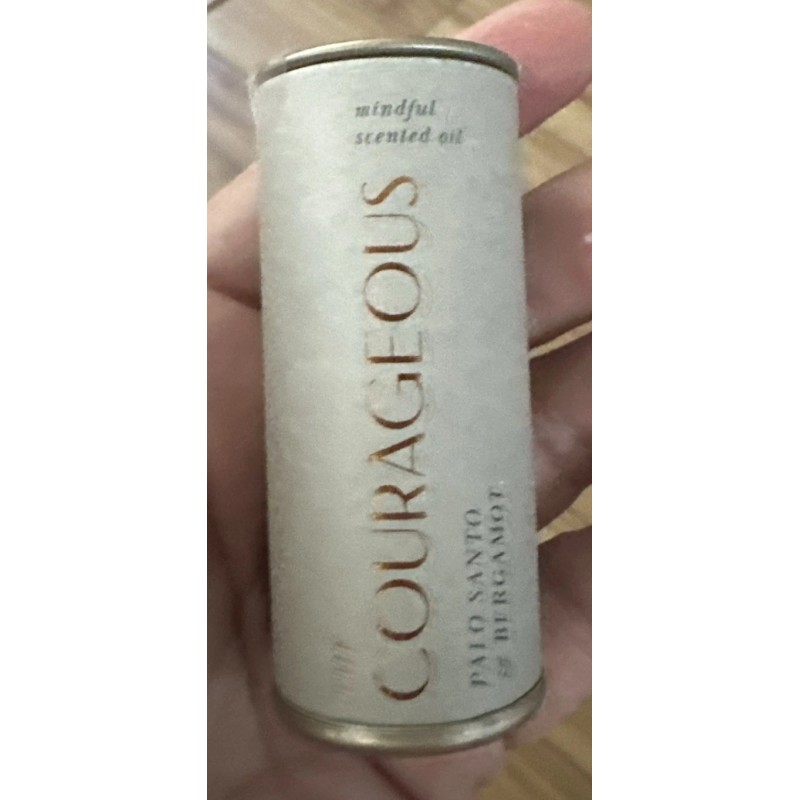 mindful
scented oil
COURAGEOUS
PALO SANTO
& BERGAMOT